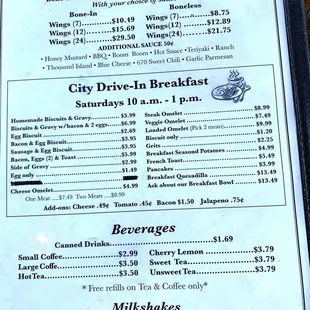 With your choice of sauce
Bone-In
Wings (7).....$10.49
Wings (12).....$15.69
Wings (24).....$29.50
Boneless
Wings (7).....$8.75
Wings (12).....$12.89
Wings (24).....$21.75
ADDITIONAL SAUCE 50¢
• Honey Mustard • BBQ • Boom Boom • Hot Sauce • Teriyaki • Ranch
• Thousand Island • Blue Cheese • 670 Sweet Chili • Garlic Parmesan
City Drive-In Breakfast
Saturdays 10 a.m. - 1 p.m.
Homemade Biscuits & Gravy.....$3.99
Biscuits & Gravy w/bacon & 2 eggs.....$6.99
Egg Biscuit.....$2.69
Bacon & Egg Biscuit.....$3.95
Sausage & Egg Biscuit.....$3.95
Bacon, Eggs (2) & Toast.....$5.99
Side of Gravy.....$2.49
Egg only.....$1.49
Cheese Omelet.....$4.99
One Meat .....$7.49 Two Meats .....$8.99
Steak Omelet.....$8.99
Veggie Omelet.....$7.49
Loaded Omelet (Pick 2 meats).....$9.99
Biscuit only.....$1.20
Grits.....$2.25
Breakfast Seasoned Potatoes.....$4.99
French Toast.....$5.49
Pancakes.....$3.99
Breakfast Quesadilla.....$13.49
Ask about our Breakfast Bowl.....$13.49
Add-ons: Cheese .49¢ Tomato .45¢ Bacon $1.50 Jalapeno .75¢
Beverages
Canned Drinks.....$1.69
Small Coffee.....$2.99
Large Coffe.....$3.50
HotTea.....$3.50
Cherry Lemon.....$3.79
Sweet Tea.....$3.79
Unsweet Tea.....$3.79
*Free refills on Tea & Coffee only*
Milkshakes